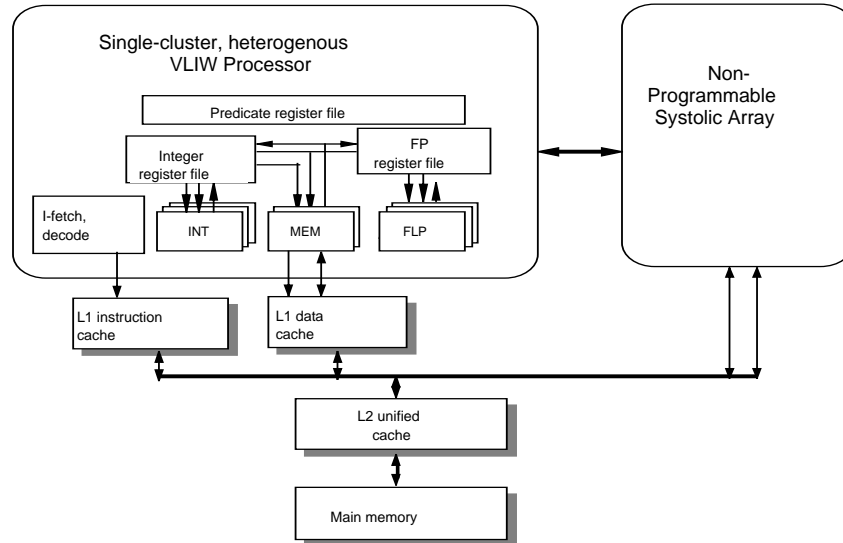 Single-cluster, heterogenous
VLIW Processor
Non-
Programmable
Systolic Array
Predicate register file
Integer
register file
FP
register file
I-fetch,
decode
INT
MEM
FLP
L1 instruction
cache
L1 data
cache
L2 unified
cache
Main memory